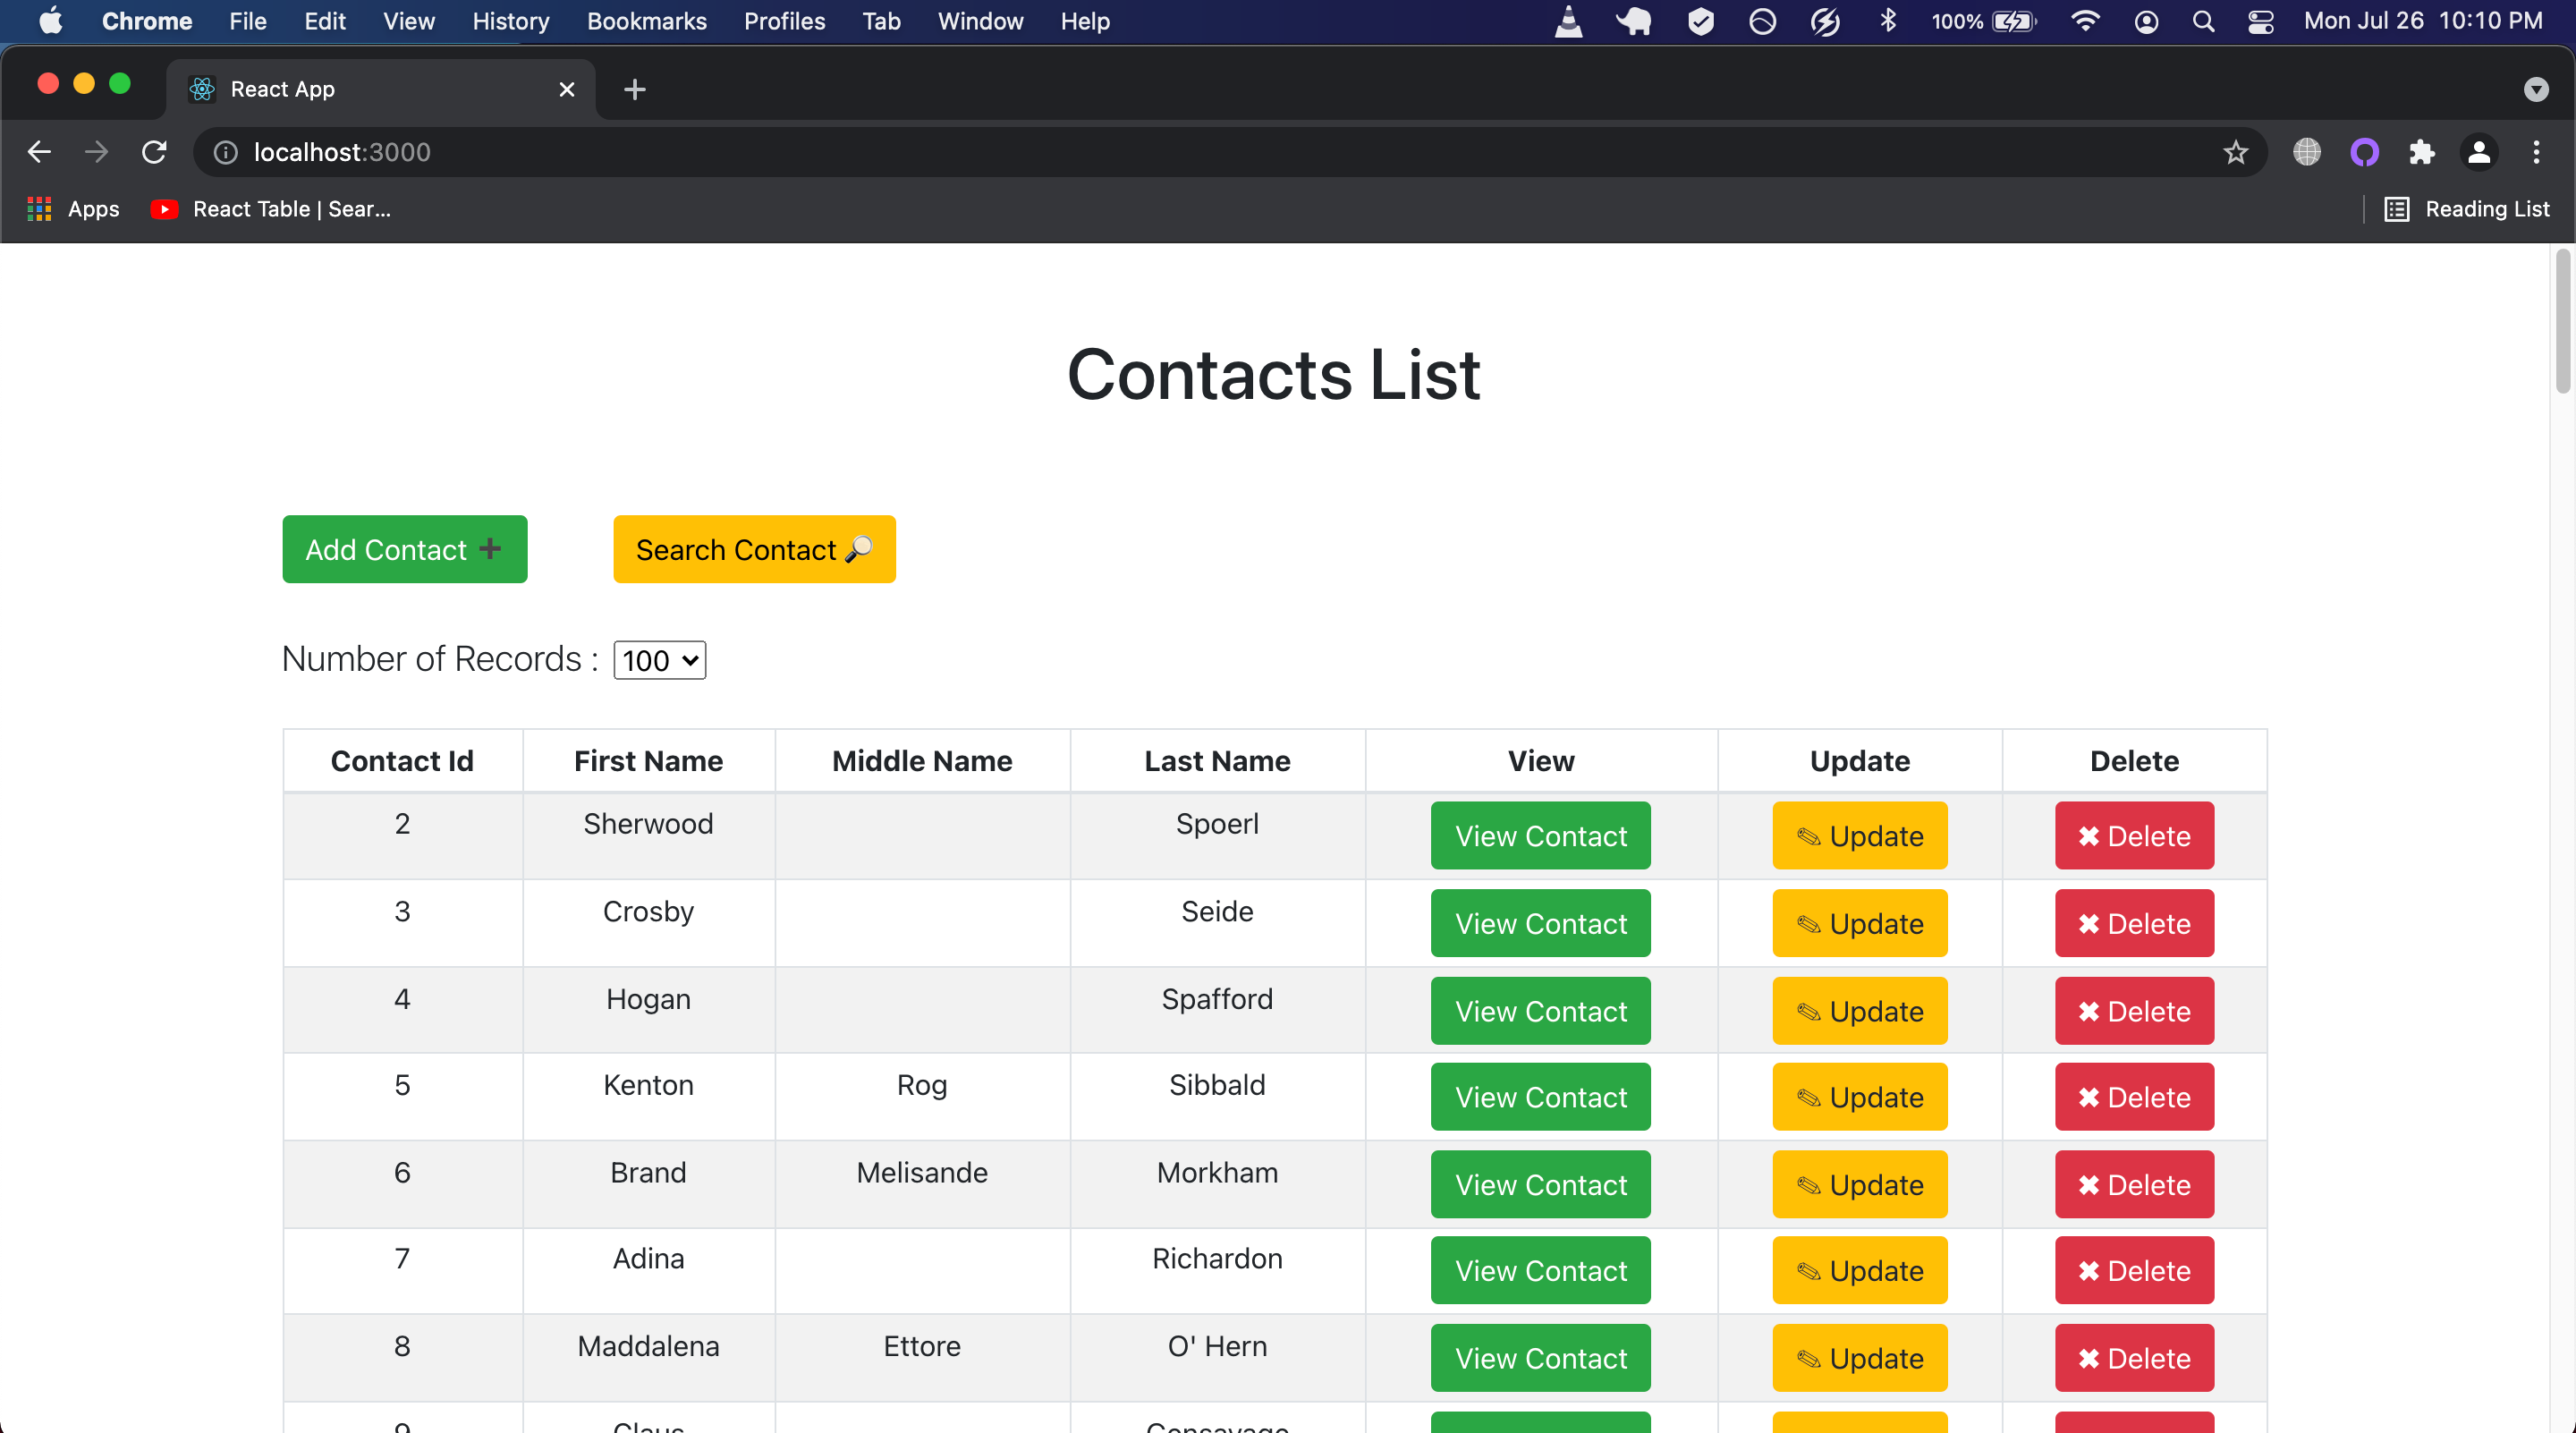 Chrome File Edit View History Bookmarks Profiles Tab Window Help 100% Mon Jul 26 10:10 PM
React App
localhost:3000
Apps React Table | Sear... Reading List
Contacts List
Add Contact Search Contact
Number of Records : 100
Contact Id First Name Middle Name Last Name View Update Delete
2 Sherwood Spoerl View Contact Update Delete
3 Crosby Seide View Contact Update Delete
4 Hogan Spafford View Contact Update Delete
5 Kenton Rog Sibbald View Contact Update Delete
6 Brand Melisande Morkham View Contact Update Delete
7 Adina Richardon View Contact Update Delete
8 Maddalena Ettore O' Hern View Contact Update Delete